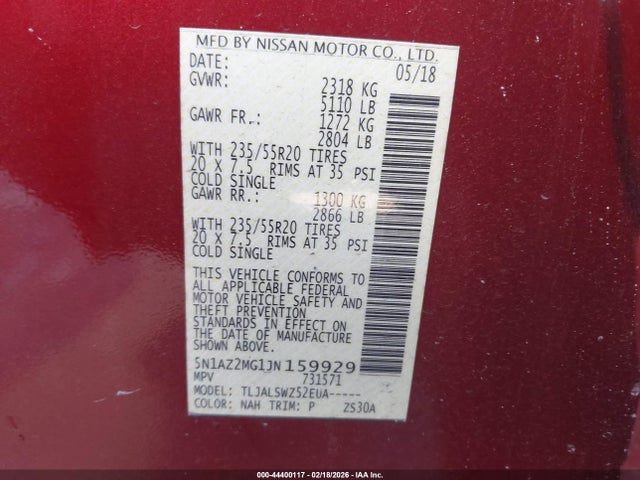 MFD BY NISSAN MOTOR CO., LTD.
DATE: 05/18
GVWR: 2318 KG
5110 LB
GAWR FR.: 1272 KG
2804 LB
WITH 235/55R20 TIRES
20 X 7.5 RIMS AT 35 PSI
COLD SINGLE
GAWR RR.: 1300 KG
2866 LB
WITH 235/55R20 TIRES
20 X 7.5 RIMS AT 35 PSI
COLD SINGLE
THIS VEHICLE CONFORMS TO
ALL APPLICABLE FEDERAL
MOTOR VEHICLE SAFETY AND
THEFT PREVENTION
STANDARDS IN EFFECT ON
THE DATE OF MANUFACTURE
SHOWN ABOVE.
5N1AZ2MG1JN159929
MPV 731571
MODEL: TLJALSWZ52EUA-----
COLOR: NAH TRIM: P ZS30A
000-44400117 - 02/18/2026 - IAA Inc.